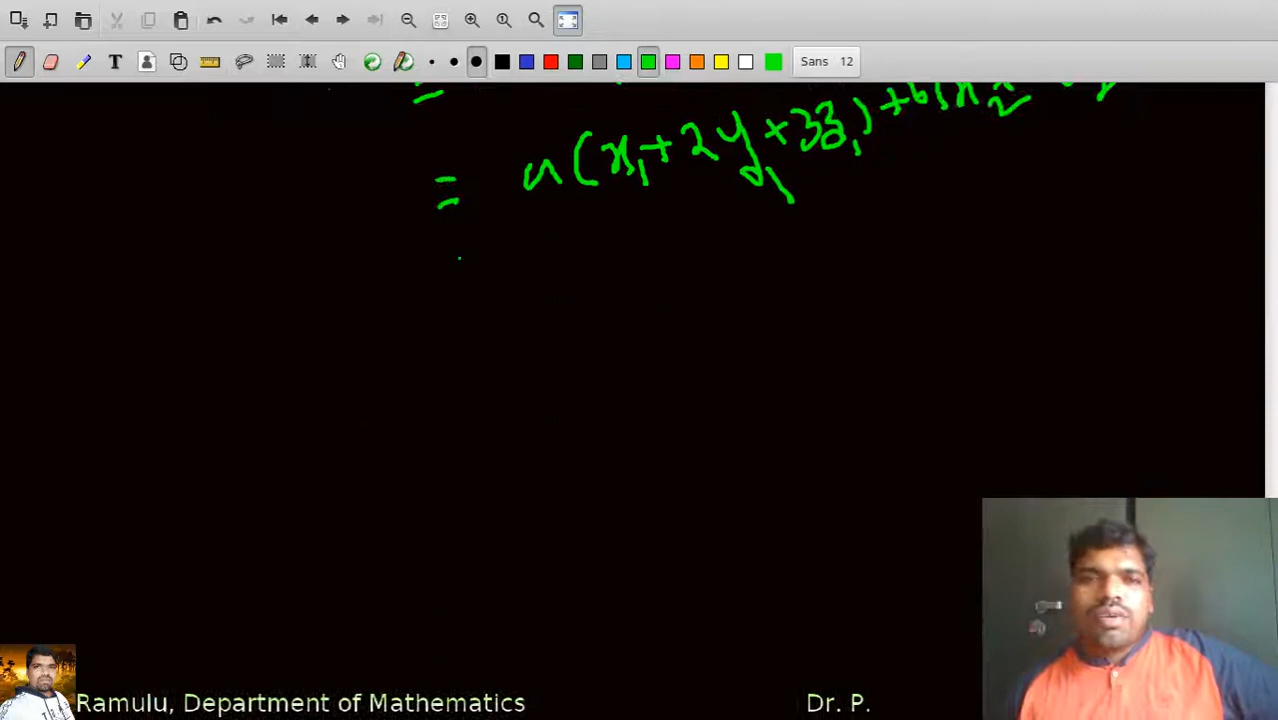 Sans 12
= a(x₁+2y₁+3z₁)+b(x₂
Ramulu, Department of Mathematics Dr. P.